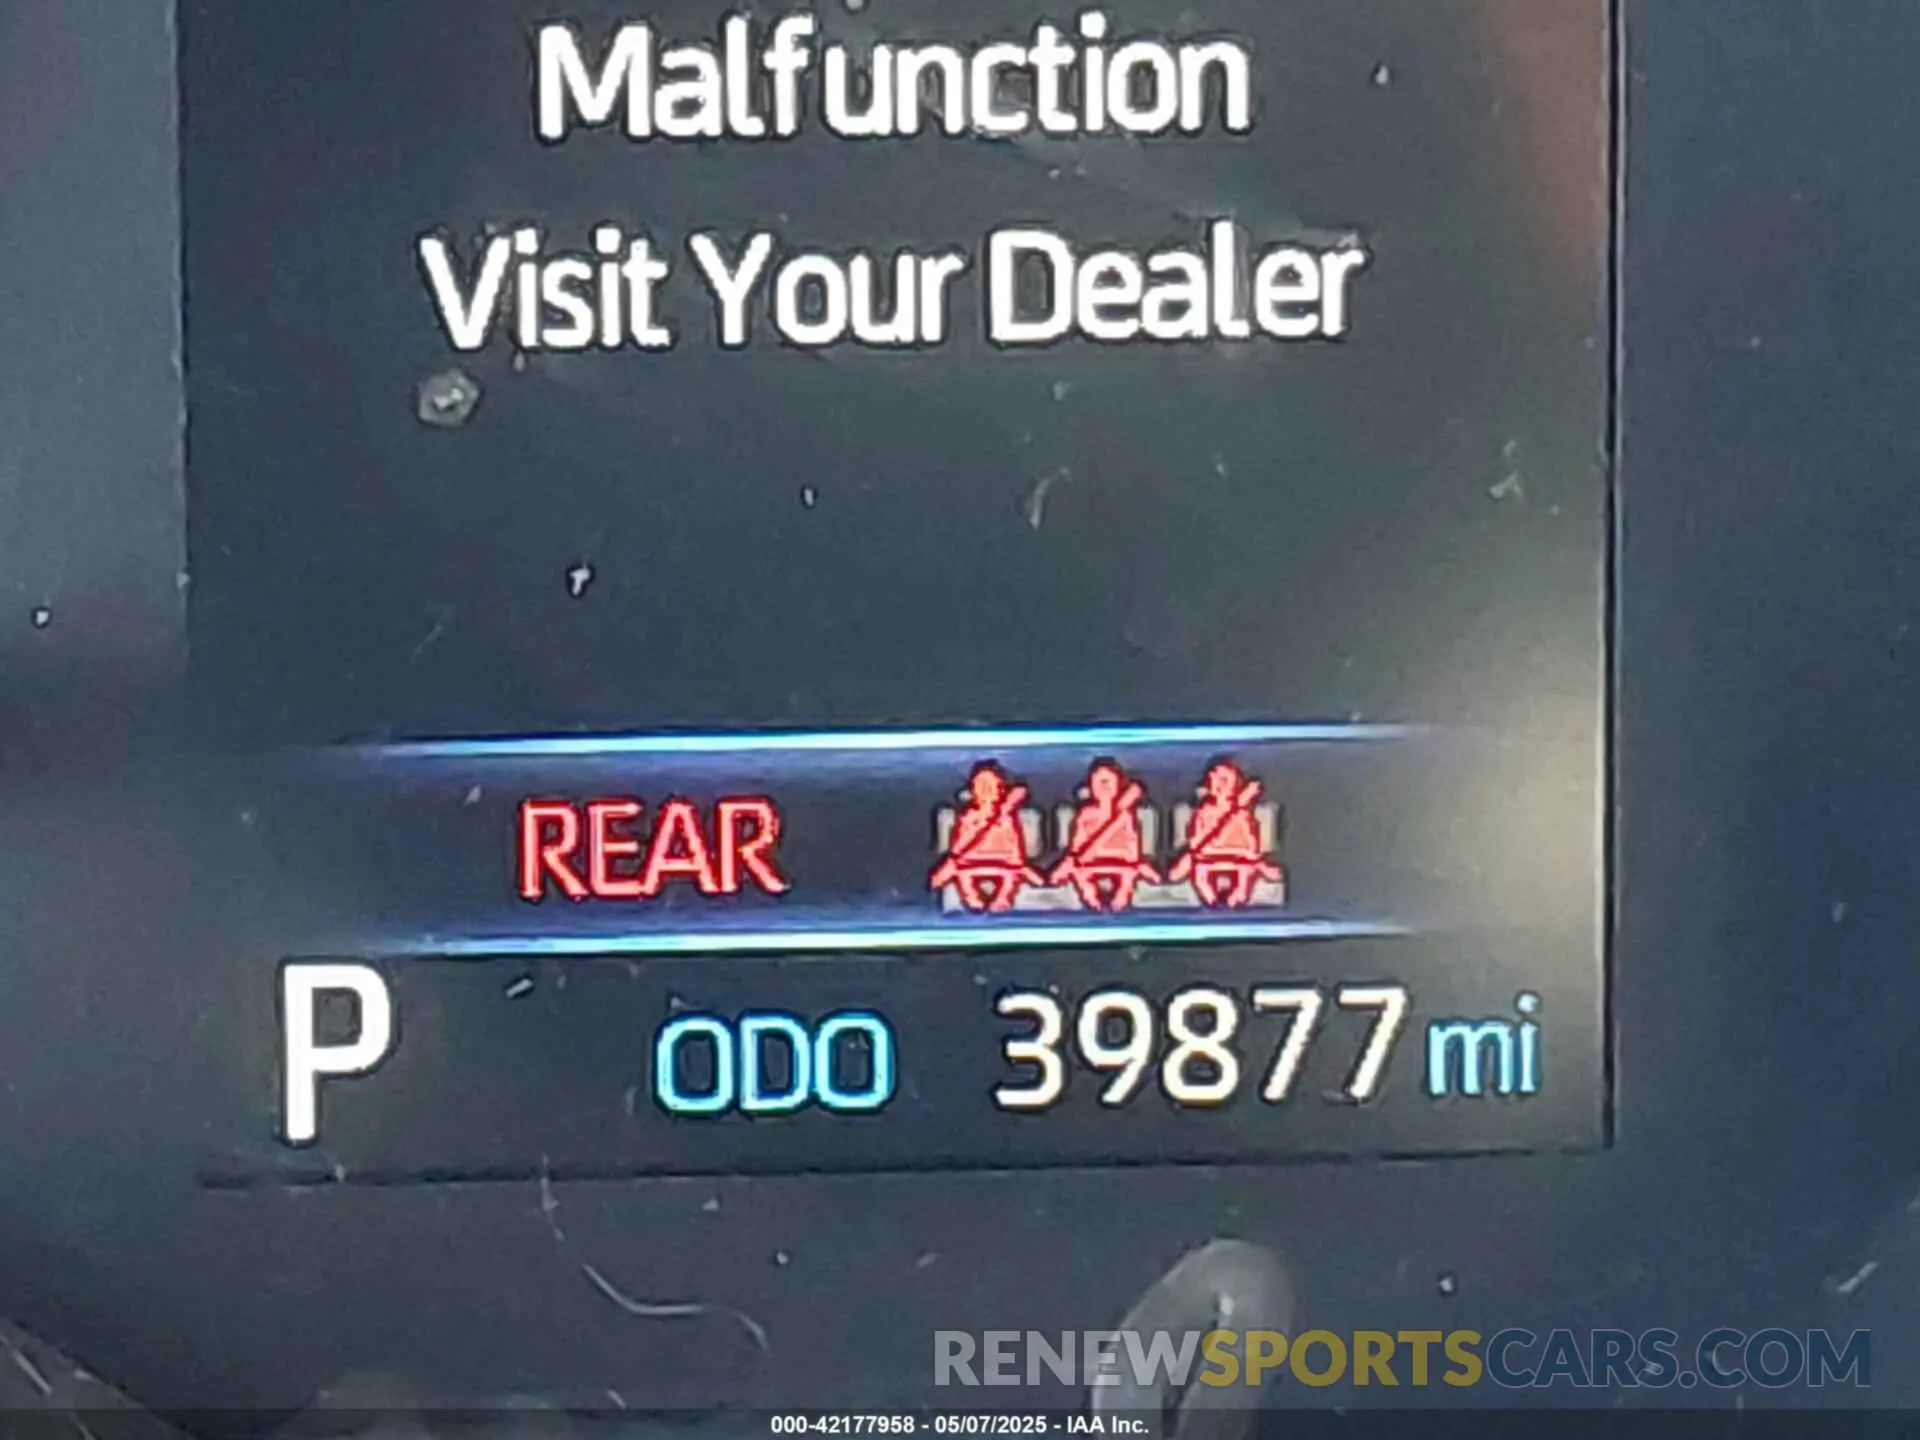 Malfunction
Visit Your Dealer
REAR
P ODO 39877 mi
RENEWSPORTSCARS.COM
000-42177958 - 05/07/2025 - IAA Inc.